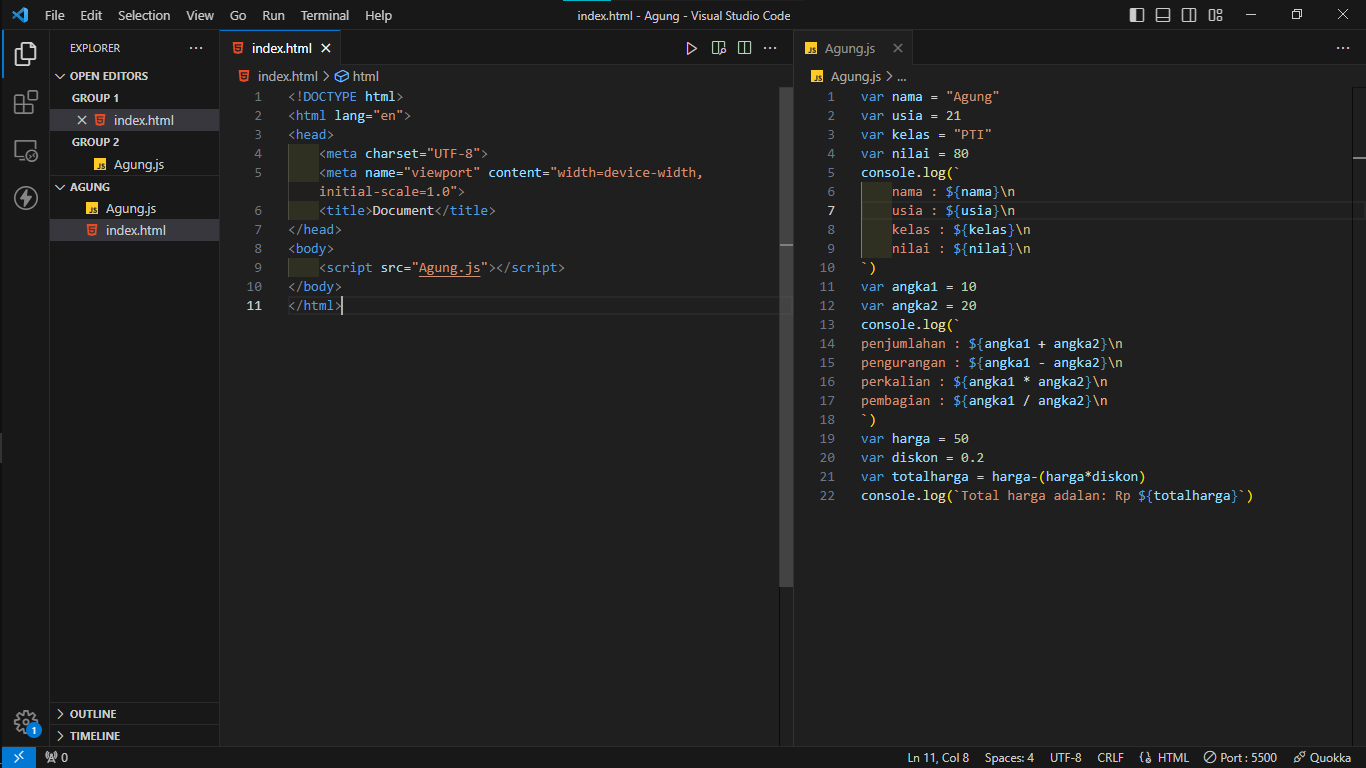 File Edit Selection View Go Run Terminal Help
index.html - Agung - Visual Studio Code
EXPLORER
OPEN EDITORS
GROUP 1
index.html
GROUP 2
Agung.js
AGUNG
Agung.js
index.html
OUTLINE
TIMELINE
index.html
index.html > html
1 <!DOCTYPE html>
2 <html lang="en">
3 <head>
4 <meta charset="UTF-8">
5 <meta name="viewport" content="width=device-width,
initial-scale=1.0">
6 <title>Document</title>
7 </head>
8 <body>
9 <script src="Agung.js"></script>
10 </body>
11 </html>
Agung.js
Agung.js > ...
1 var nama = "Agung"
2 var usia = 21
3 var kelas = "PTI"
4 var nilai = 80
5 console.log(`
6 nama : ${nama}\n
7 usia : ${usia}\n
8 kelas : ${kelas}\n
9 nilai : ${nilai}\n
10 `)
11 var angka1 = 10
12 var angka2 = 20
13 console.log(`
14 penjumlahan : ${angka1 + angka2}\n
15 pengurangan : ${angka1 - angka2}\n
16 perkalian : ${angka1 * angka2}\n
17 pembagian : ${angka1 / angka2}\n
18 `)
19 var harga = 50
20 var diskon = 0.2
21 var totalharga = harga-(harga*diskon)
22 console.log(`Total harga adalan: Rp ${totalharga}`)
1
0
Ln 11, Col 8 Spaces: 4 UTF-8 CRLF HTML Port : 5500 Quokka